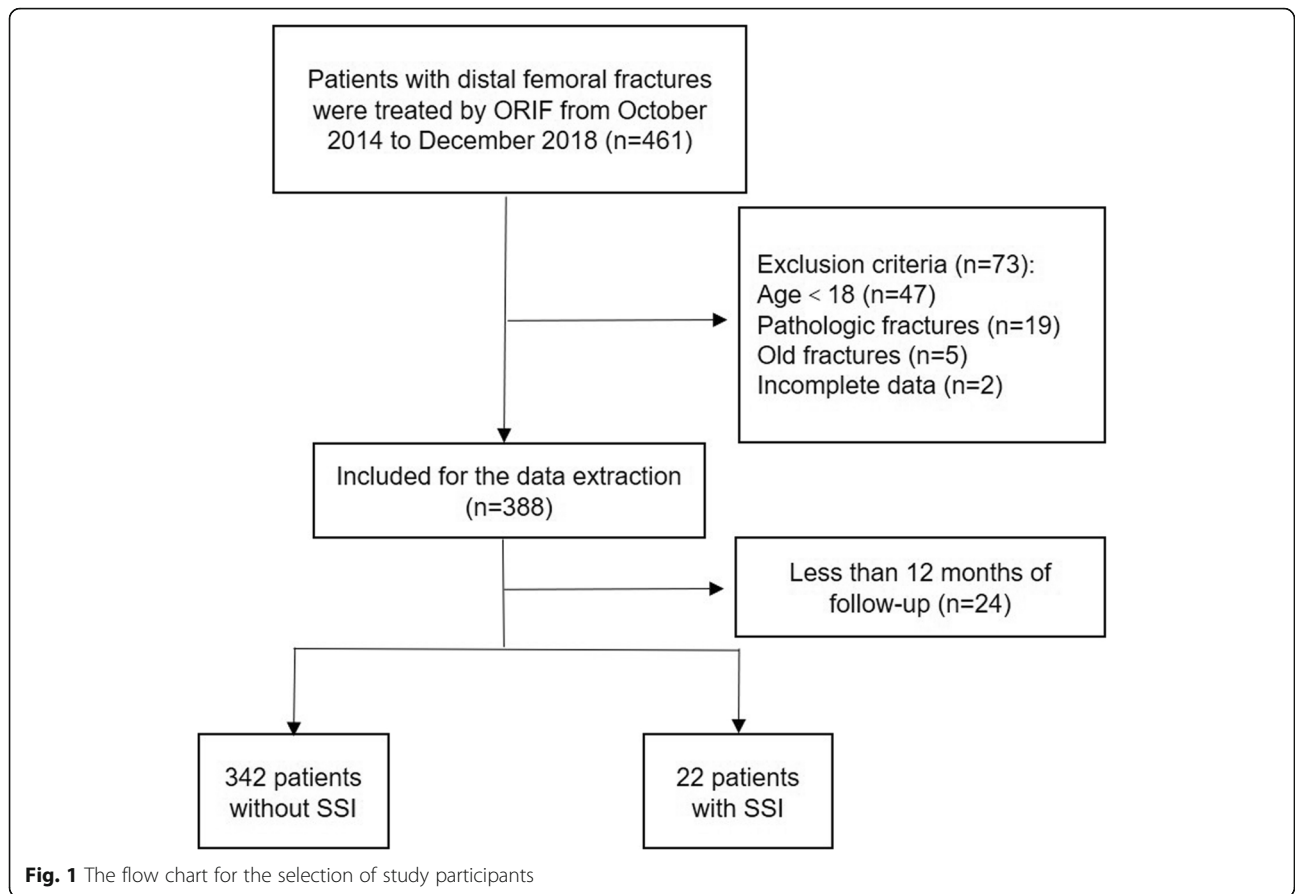 Patients with distal femoral fractures
were treated by ORIF from October
2014 to December 2018 (n=461)
Exclusion criteria (n=73):
Age < 18 (n=47)
Pathologic fractures (n=19)
Old fractures (n=5)
Incomplete data (n=2)
Included for the data extraction
(n=388)
Less than 12 months of
follow-up (n=24)
342 patients
without SSI
22 patients
with SSI
Fig. 1 The flow chart for the selection of study participants